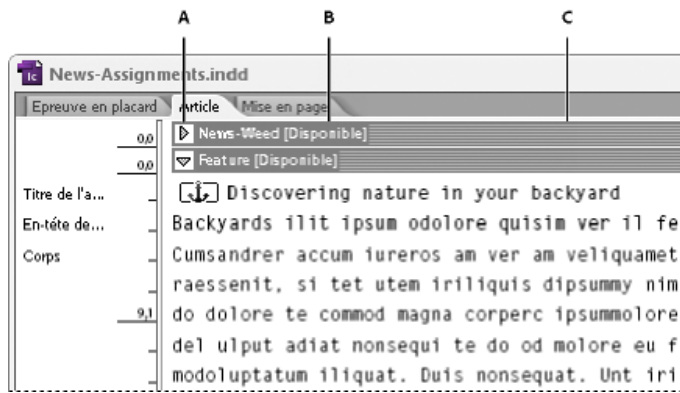 A B C
News-Assignments.indd
Epreuve en placard Article Mise en page
0,0 News-Weed [Disponible]
0,0 Feature [Disponible]
Titre de l'a... Discovering nature in your backyard
En-téte de... Backyards ilit ipsum odolore quisim ver il fe
Corps Cumsandrer accum iureros am ver am veliquamet
raessenit, si tet utem iriliquis dipsummy nim
9,1 do dolore te commod magna corperc ipsummolore
del ulput adiat nonsequi te do od molore eu f
modoluptatum iliquat. Duis nonsequat. Unt iri